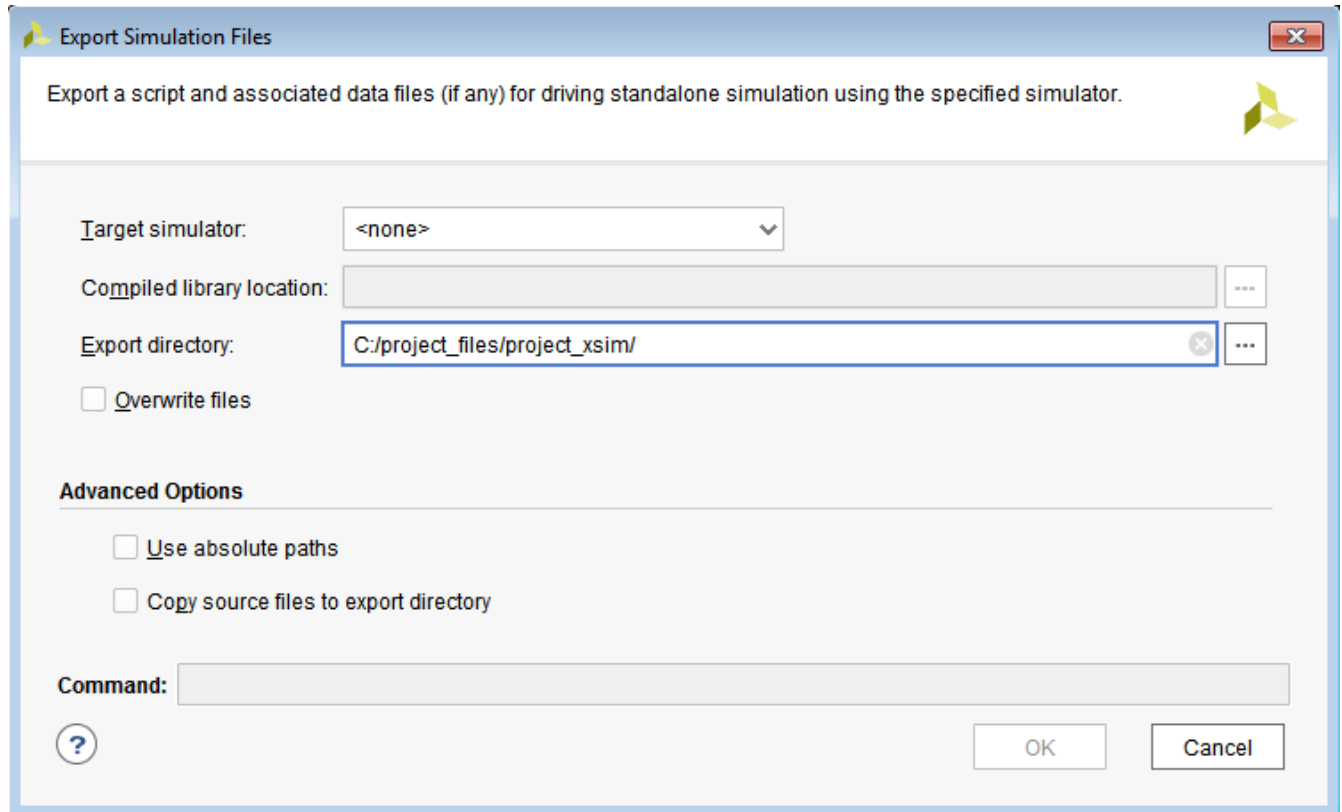 Export Simulation Files
Export a script and associated data files (if any) for driving standalone simulation using the specified simulator.
Target simulator: <none>
Compiled library location: ...
Export directory: C:/project_files/project_xsim/ ...
Overwrite files
Advanced Options
Use absolute paths
Copy source files to export directory
Command:
? OK Cancel